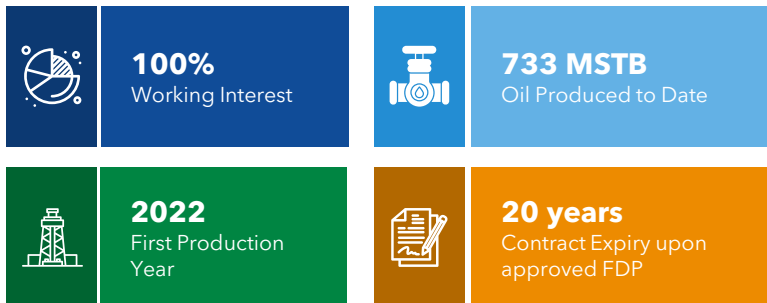 100%
Working Interest
733 MSTB
Oil Produced to Date
2022
First Production
Year
20 years
Contract Expiry upon
approved FDP